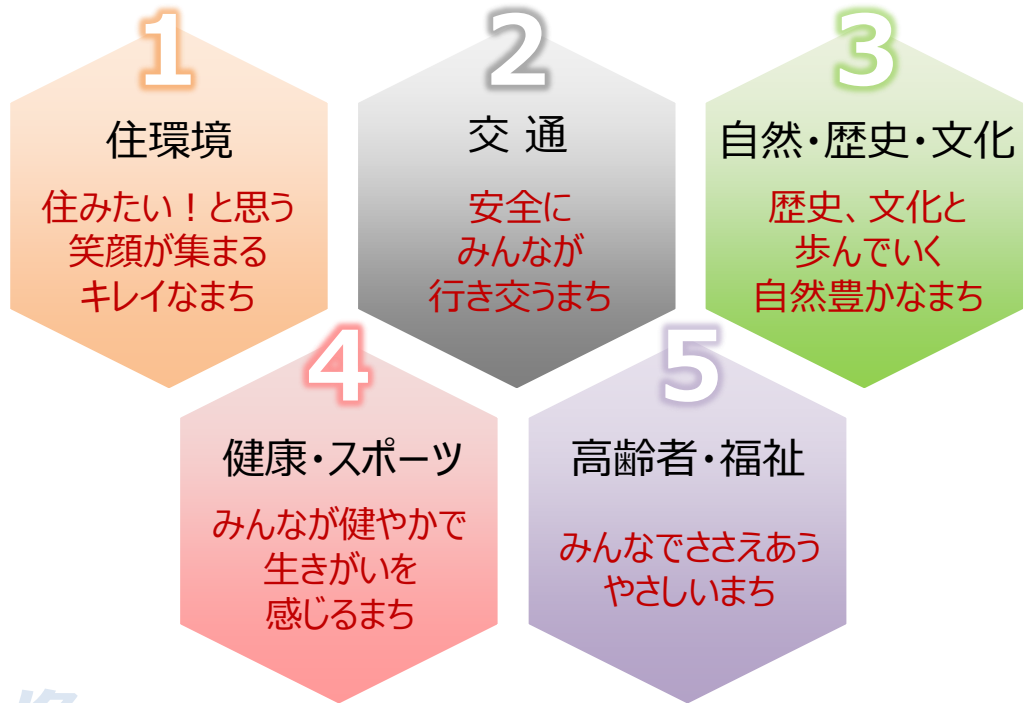 1
住環境
住みたい！と思う
笑顔が集まる
キレイなまち
2
交 通
安全に
みんなが
行き交うまち
3
自然・歴史・文化
歴史、文化と
歩んでいく
自然豊かなまち
4
健康・スポーツ
みんなが健やかで
生きがいを
感じるまち
5
高齢者・福祉
みんなでささえあう
やさしいまち